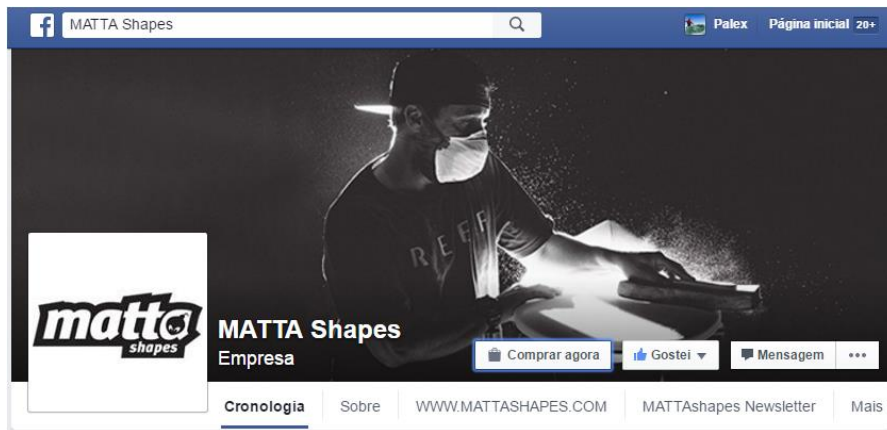 MATTA Shapes
Palex Página inicial 20+
REEF
matta
shapes
MATTA Shapes
Empresa
Comprar agora Gostei Mensagem
Cronologia Sobre WWW.MATTASHAPES.COM MATTAshapes Newsletter Mais